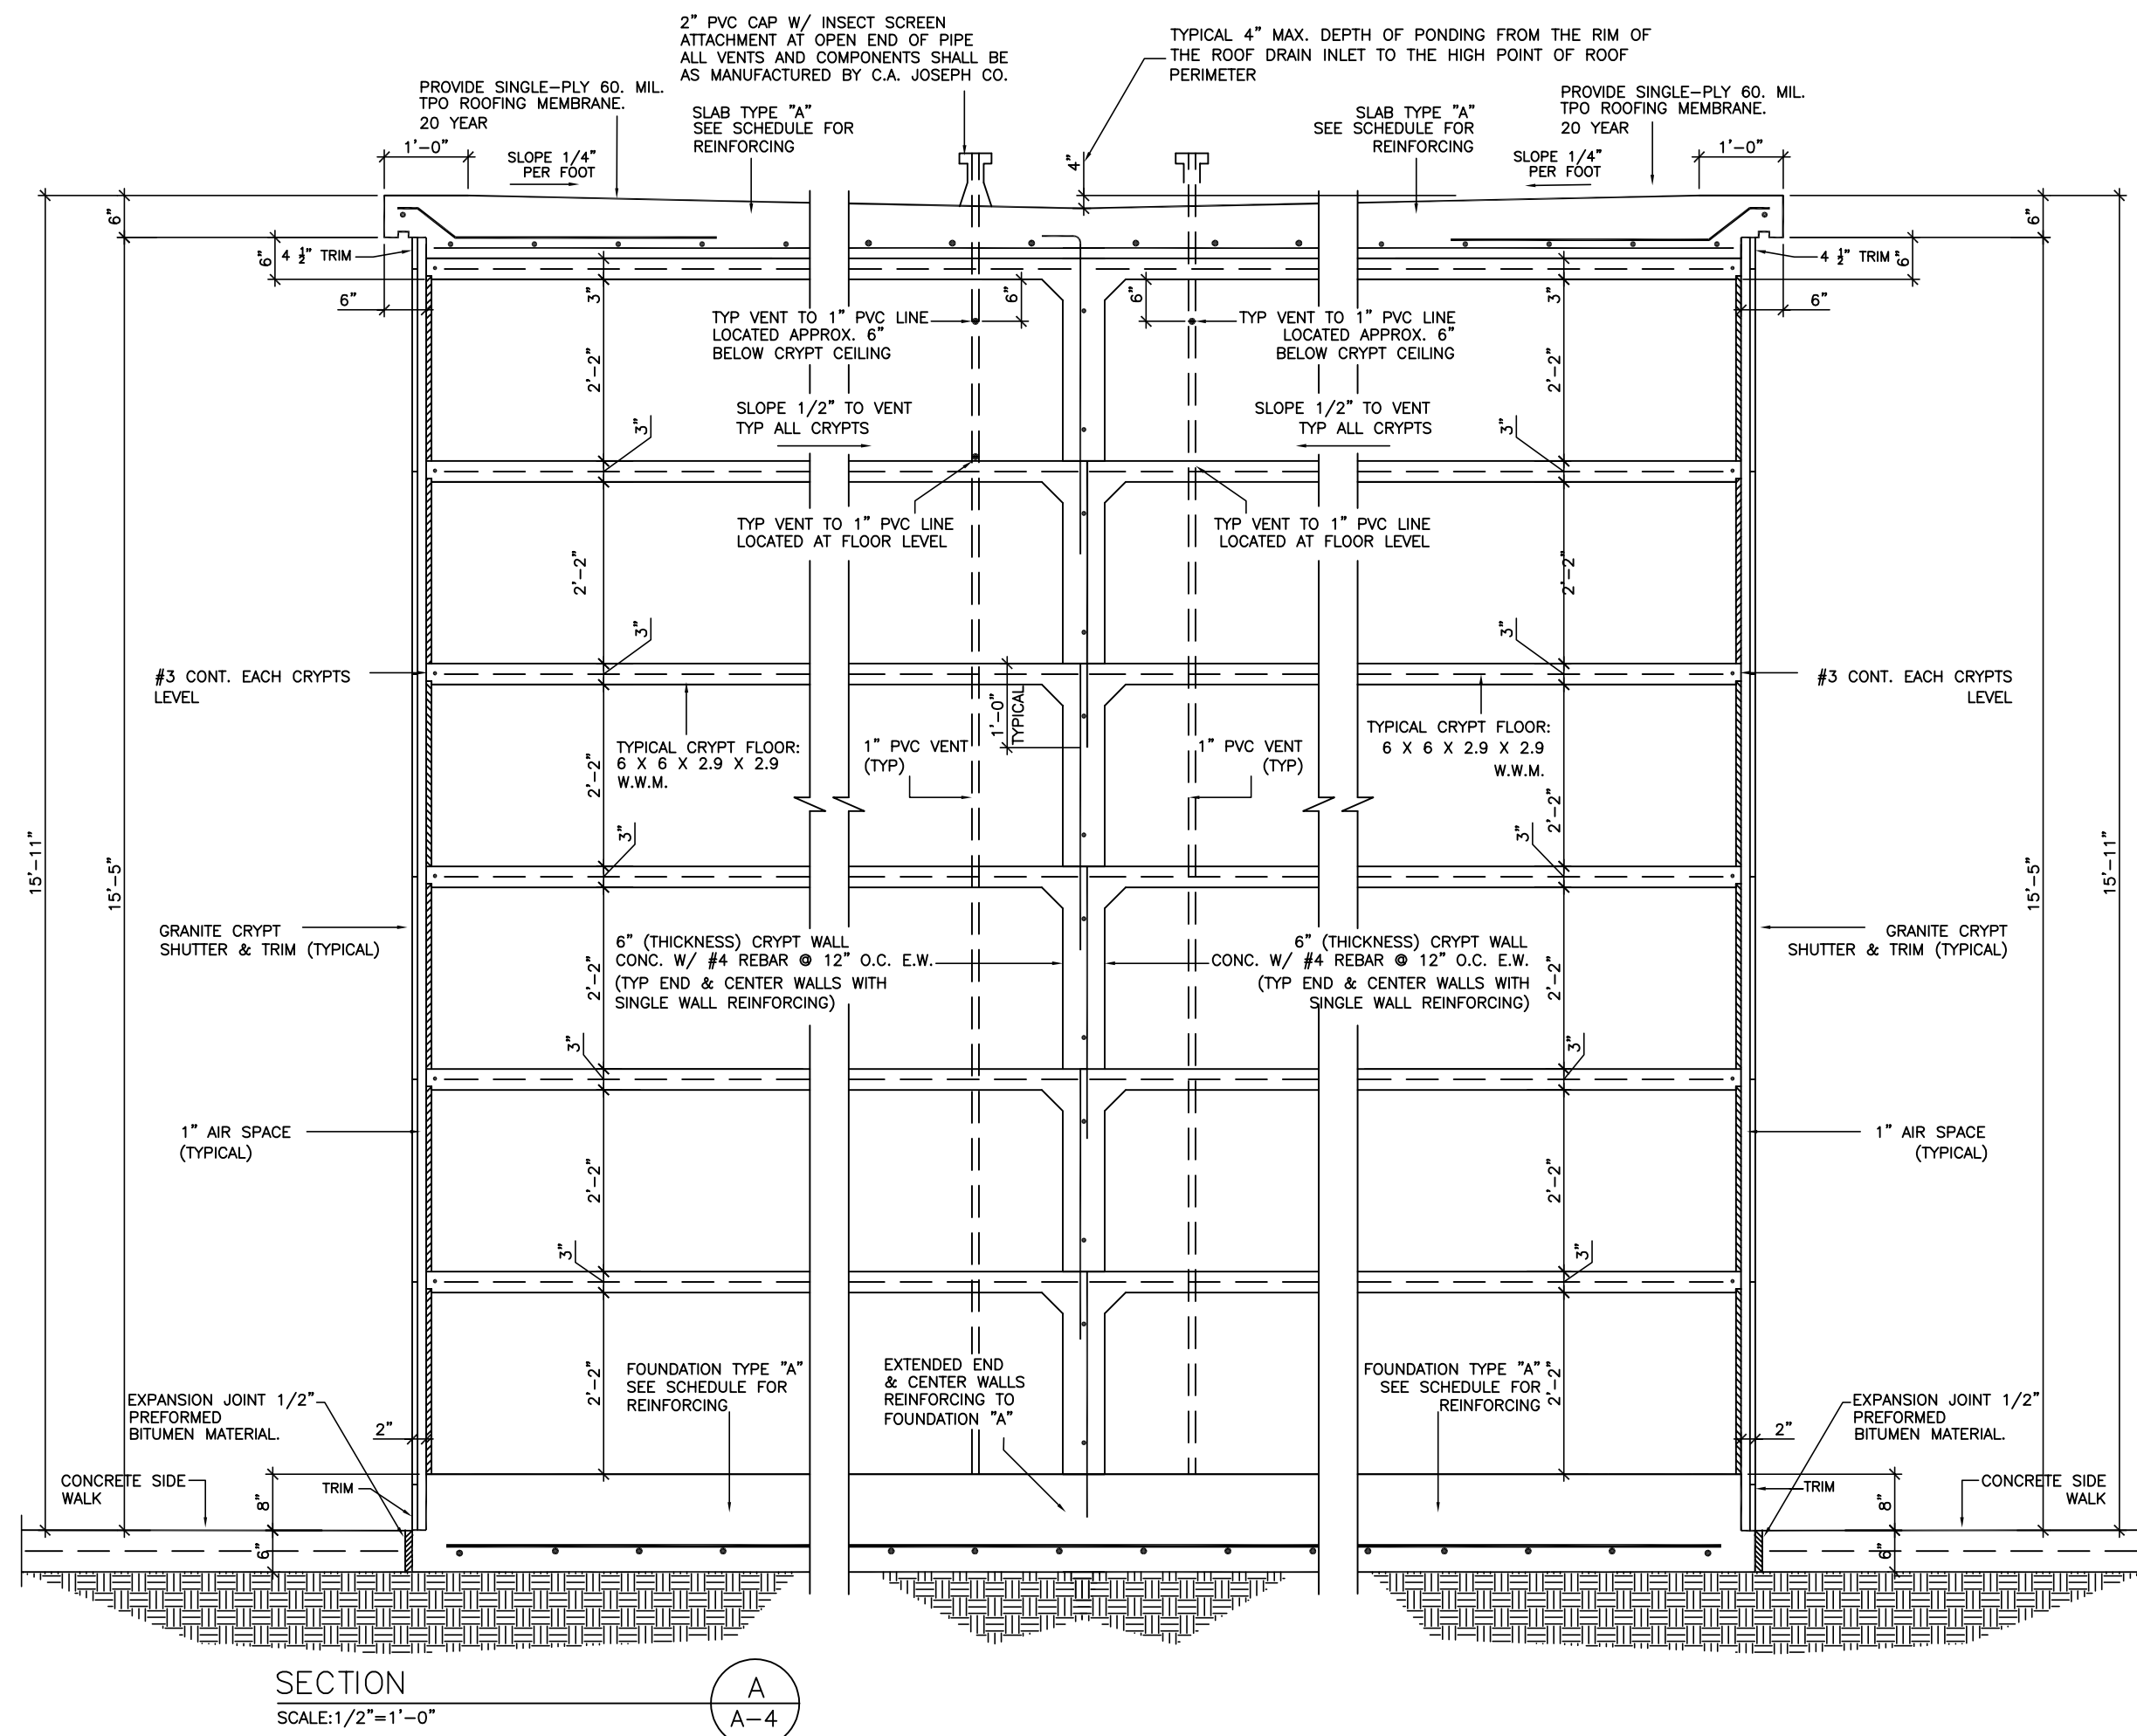 2" PVC CAP W/ INSECT SCREEN
ATTACHMENT AT OPEN END OF PIPE
ALL VENTS AND COMPONENTS SHALL BE
AS MANUFACTURED BY C.A. JOSEPH CO.
TYPICAL 4" MAX. DEPTH OF PONDING FROM THE RIM OF
THE ROOF DRAIN INLET TO THE HIGH POINT OF ROOF
PERIMETER
PROVIDE SINGLE-PLY 60. MIL.
TPO ROOFING MEMBRANE.
20 YEAR
SLAB TYPE "A"
SEE SCHEDULE FOR
REINFORCING
SLAB TYPE "A"
SEE SCHEDULE FOR
REINFORCING
PROVIDE SINGLE-PLY 60. MIL.
TPO ROOFING MEMBRANE.
20 YEAR
1'-0"
SLOPE 1/4"
PER FOOT
4"
SLOPE 1/4"
PER FOOT
1'-0"
6"
6"
4 1/2" TRIM
6"
3"
6"
6"
3"
4 1/2" TRIM
6"
6"
6"
TYP VENT TO 1" PVC LINE
LOCATED APPROX. 6"
BELOW CRYPT CEILING
TYP VENT TO 1" PVC LINE
LOCATED APPROX. 6"
BELOW CRYPT CEILING
2'-2"
2'-2"
SLOPE 1/2" TO VENT
TYP ALL CRYPTS
SLOPE 1/2" TO VENT
TYP ALL CRYPTS
3"
3"
TYP VENT TO 1" PVC LINE
LOCATED AT FLOOR LEVEL
TYP VENT TO 1" PVC LINE
LOCATED AT FLOOR LEVEL
2'-2"
2'-2"
3"
3"
#3 CONT. EACH CRYPTS
LEVEL
#3 CONT. EACH CRYPTS
LEVEL
1'-0"
TYPICAL
TYPICAL CRYPT FLOOR:
6 X 6 X 2.9 X 2.9
W.W.M.
1" PVC VENT
(TYP)
1" PVC VENT
(TYP)
TYPICAL CRYPT FLOOR:
6 X 6 X 2.9 X 2.9
W.W.M.
2'-2"
2'-2"
3"
3"
15'-11"
15'-5"
15'-5"
15'-11"
GRANITE CRYPT
SHUTTER & TRIM (TYPICAL)
6" (THICKNESS) CRYPT WALL
CONC. W/ #4 REBAR @ 12" O.C. E.W.
(TYP END & CENTER WALLS WITH
SINGLE WALL REINFORCING)
6" (THICKNESS) CRYPT WALL
CONC. W/ #4 REBAR @ 12" O.C. E.W.
(TYP END & CENTER WALLS WITH
SINGLE WALL REINFORCING)
GRANITE CRYPT
SHUTTER & TRIM (TYPICAL)
2'-2"
2'-2"
3"
3"
1" AIR SPACE
(TYPICAL)
1" AIR SPACE
(TYPICAL)
2'-2"
2'-2"
3"
3"
FOUNDATION TYPE "A"
SEE SCHEDULE FOR
REINFORCING
EXTENDED END
& CENTER WALLS
REINFORCING TO
FOUNDATION "A"
FOUNDATION TYPE "A"
SEE SCHEDULE FOR
REINFORCING
2'-2"
2'-2"
EXPANSION JOINT 1/2"
PREFORMED
BITUMEN MATERIAL.
EXPANSION JOINT 1/2"
PREFORMED
BITUMEN MATERIAL.
2"
2"
CONCRETE SIDE
WALK
TRIM
TRIM
CONCRETE SIDE
WALK
8"
8"
6"
6"
SECTION
SCALE:1/2"=1'-0"
A
A-4